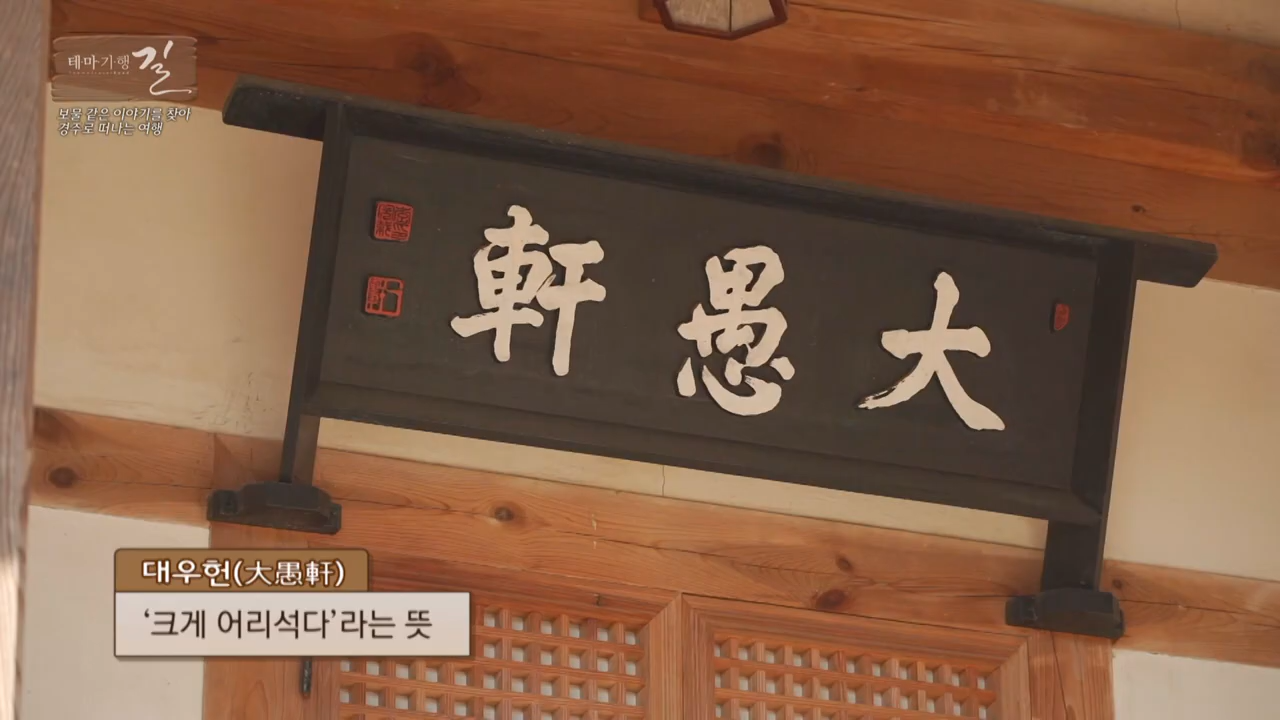 테마기행 길
보물 같은 이야기를 찾아
경주로 떠나는 여행
軒愚大
대우헌(大愚軒)
‘크게 어리석다’라는 뜻